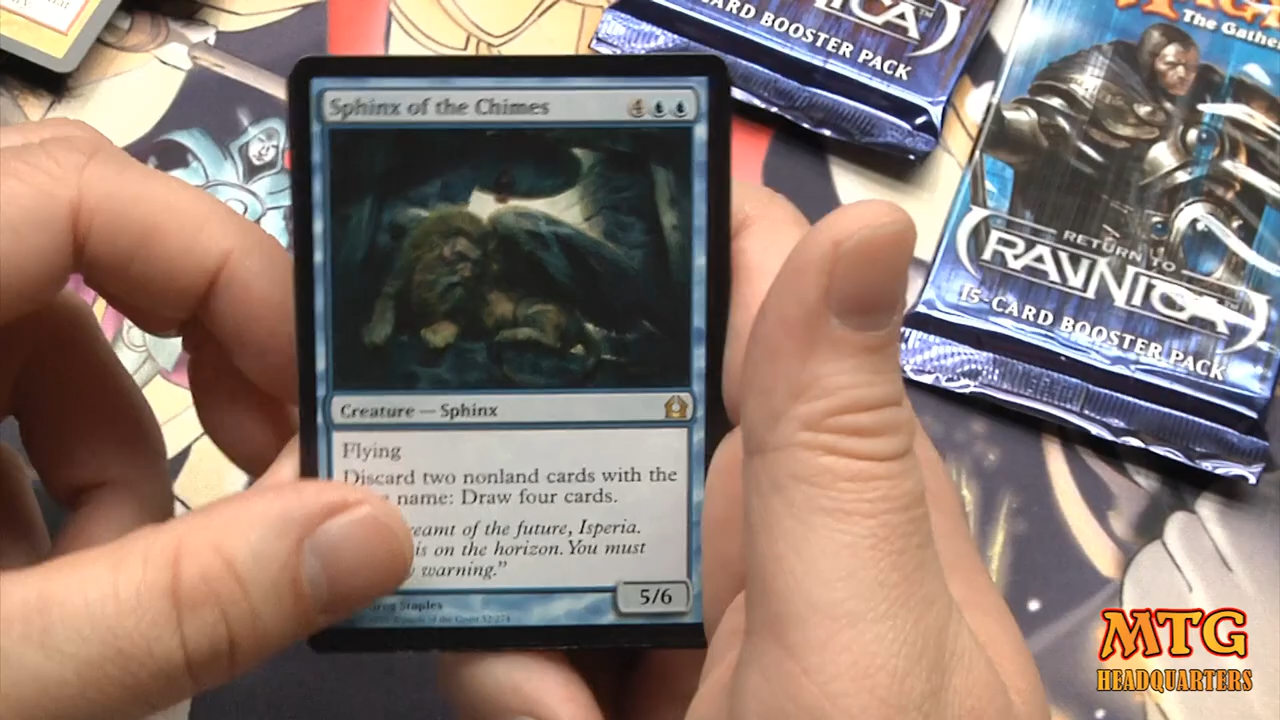 CARD BOOSTER PACK
The Gathe
RETURN TO
RAVNICA
15-CARD BOOSTER PACK
Sphinx of the Chimes
4
Creature — Sphinx
Flying
Discard two nonland cards with the
name: Draw four cards.
reamt of the future, Isperia.
is on the horizon. You must
warning."
5/6
Staples
MTG
HEADQUARTERS